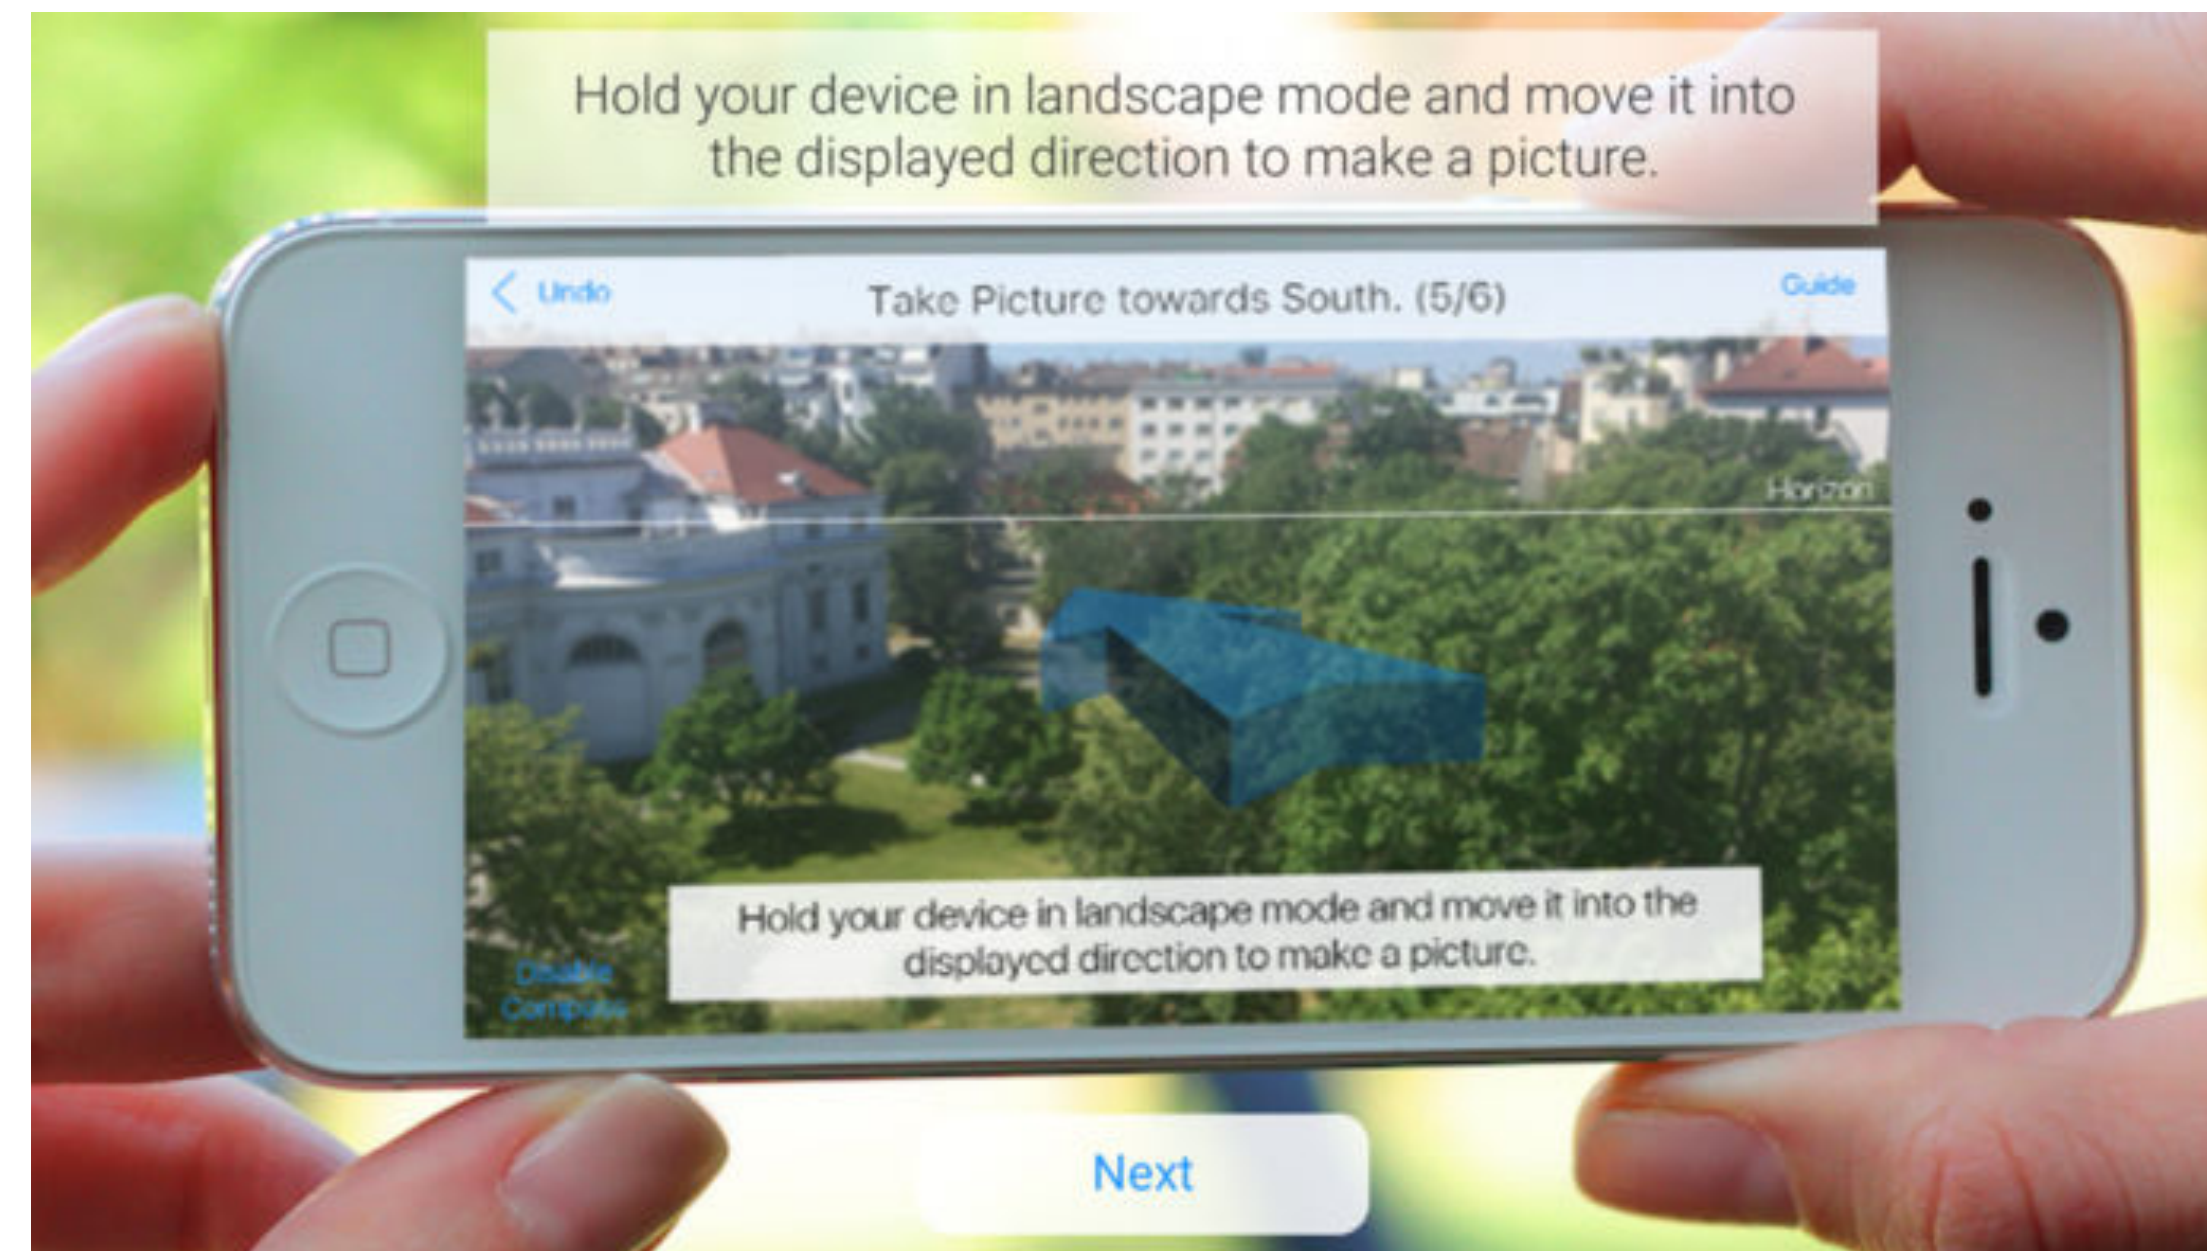 Hold your device in landscape mode and move it into
the displayed direction to make a picture.
Undo
Take Picture towards South. (5/6)
Guide
Horizon
Hold your device in landscape mode and move it into the
displayed direction to make a picture.
Disable
Compass
Next